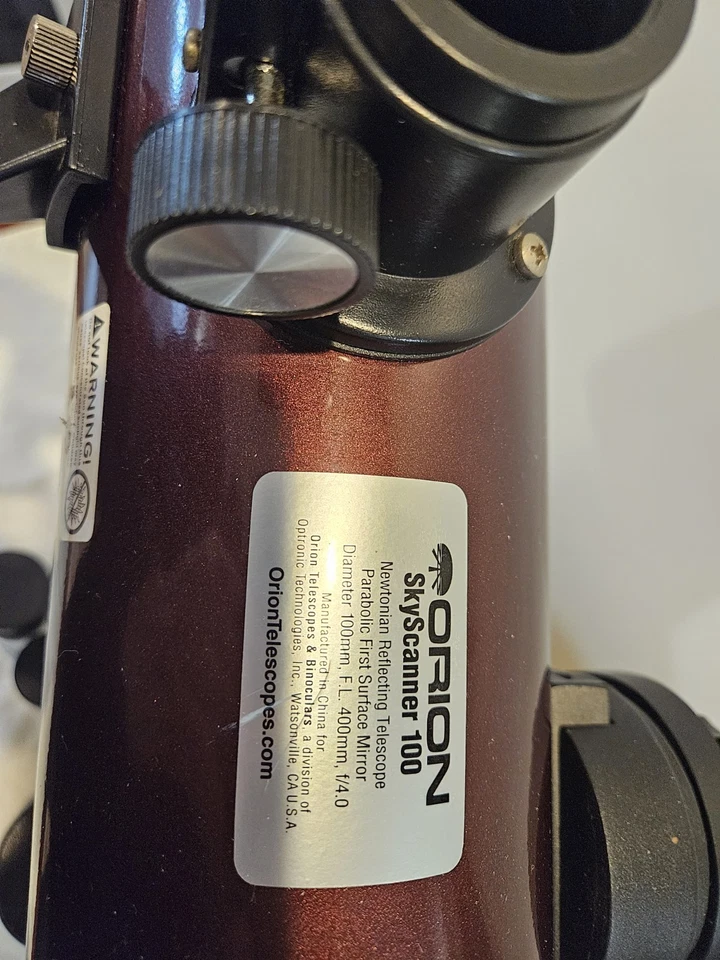 ORION
SkyScanner 100
Newtonian Reflecting Telescope
Parabolic First Surface Mirror
Diameter 100mm, F.L. 400mm, f/4.0
Manufactured in China for
Orion Telescopes & Binoculars, a division of
Optronic Technologies, Inc., Watsonville, CA U.S.A.
OrionTelescopes.com
WARNING!